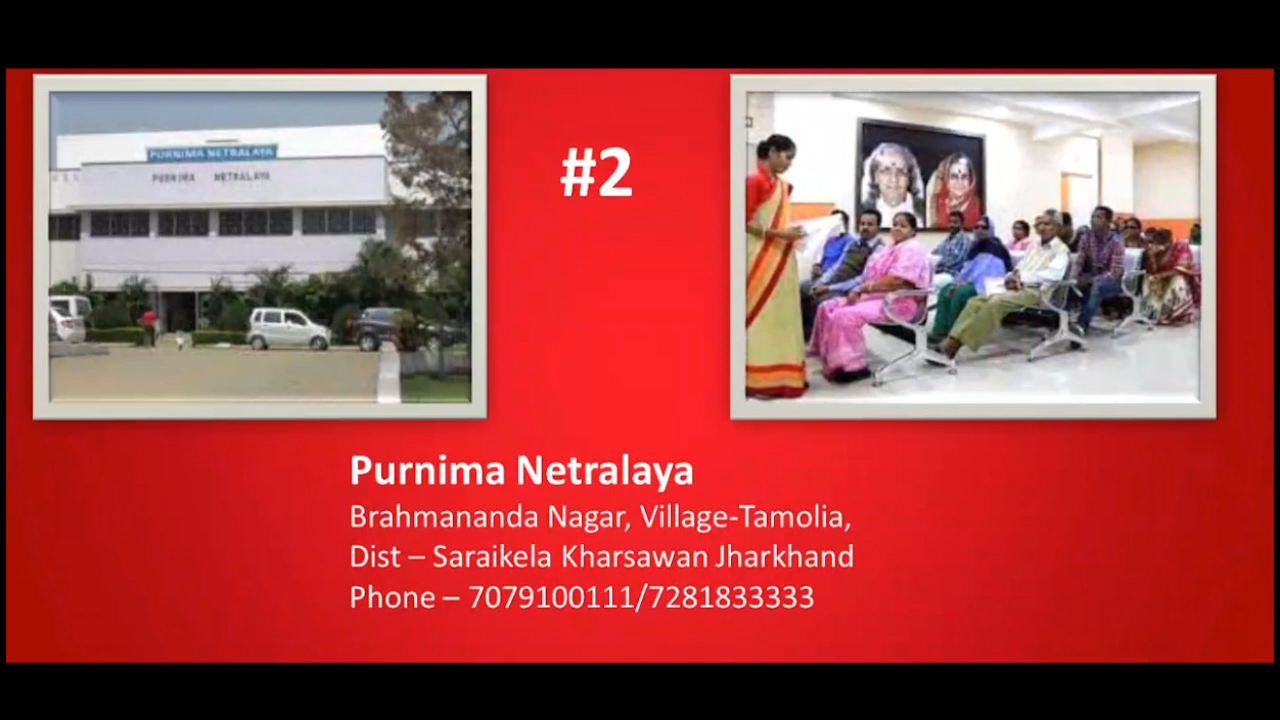 PURNIMA NETRALAYA
PURNIMA NETRALAYA
#2
Purnima Netralaya
Brahmananda Nagar, Village-Tamolia,
Dist – Saraikela Kharsawan Jharkhand
Phone – 7079100111/7281833333